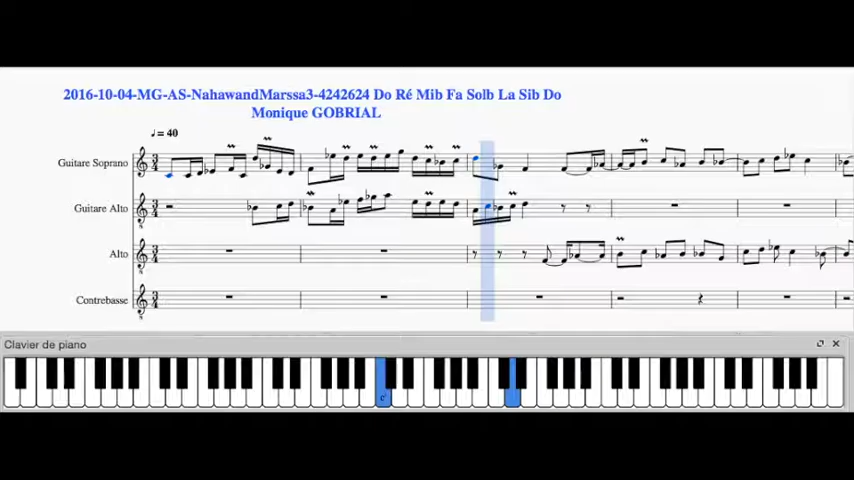 2016-10-04-MG-AS-NahawandMarssa3-4242624 Do Ré Mib Fa Solb La Sib Do
Monique GOBRIAL
♩ = 40
Guitare Soprano
Guitare Alto
Alto
Contrebasse
Clavier de piano